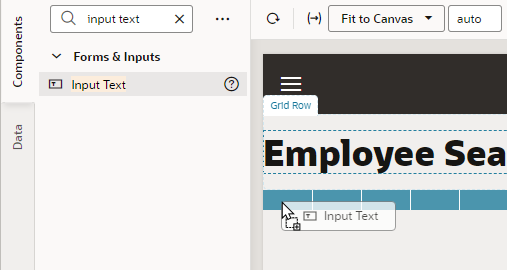 Components
Data
input text
Forms & Inputs
Input Text
(→)
Fit to Canvas
auto
Grid Row
Employee Sea
Input Text